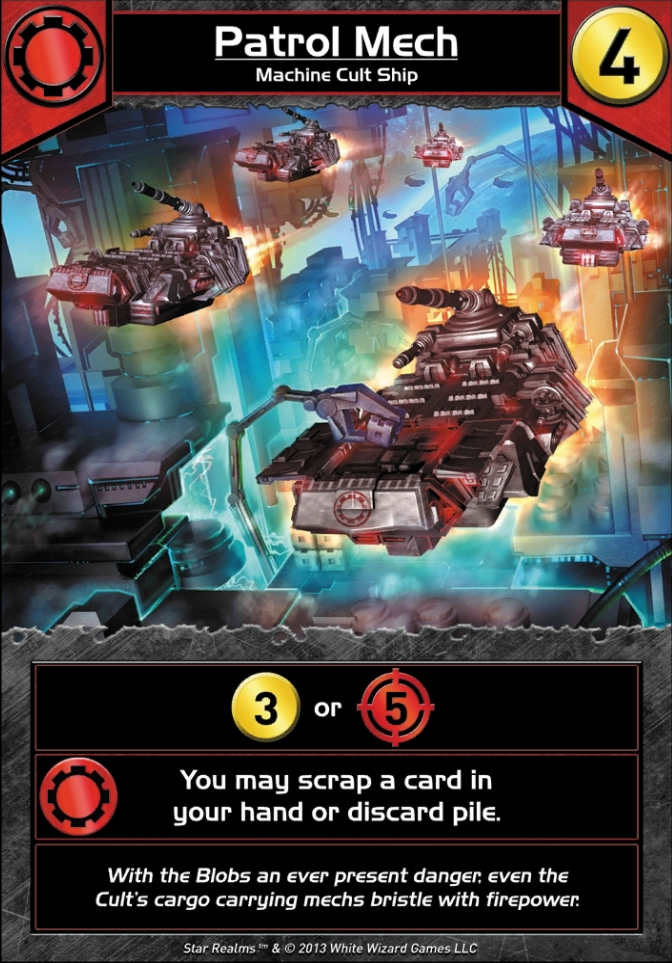 Patrol Mech
Machine Cult Ship
4
3 or 5
You may scrap a card in
your hand or discard pile.
With the Blobs an ever present danger, even the
Cult's cargo carrying mechs bristle with firepower.
Star Realms™ & © 2013 White Wizard Games LLC